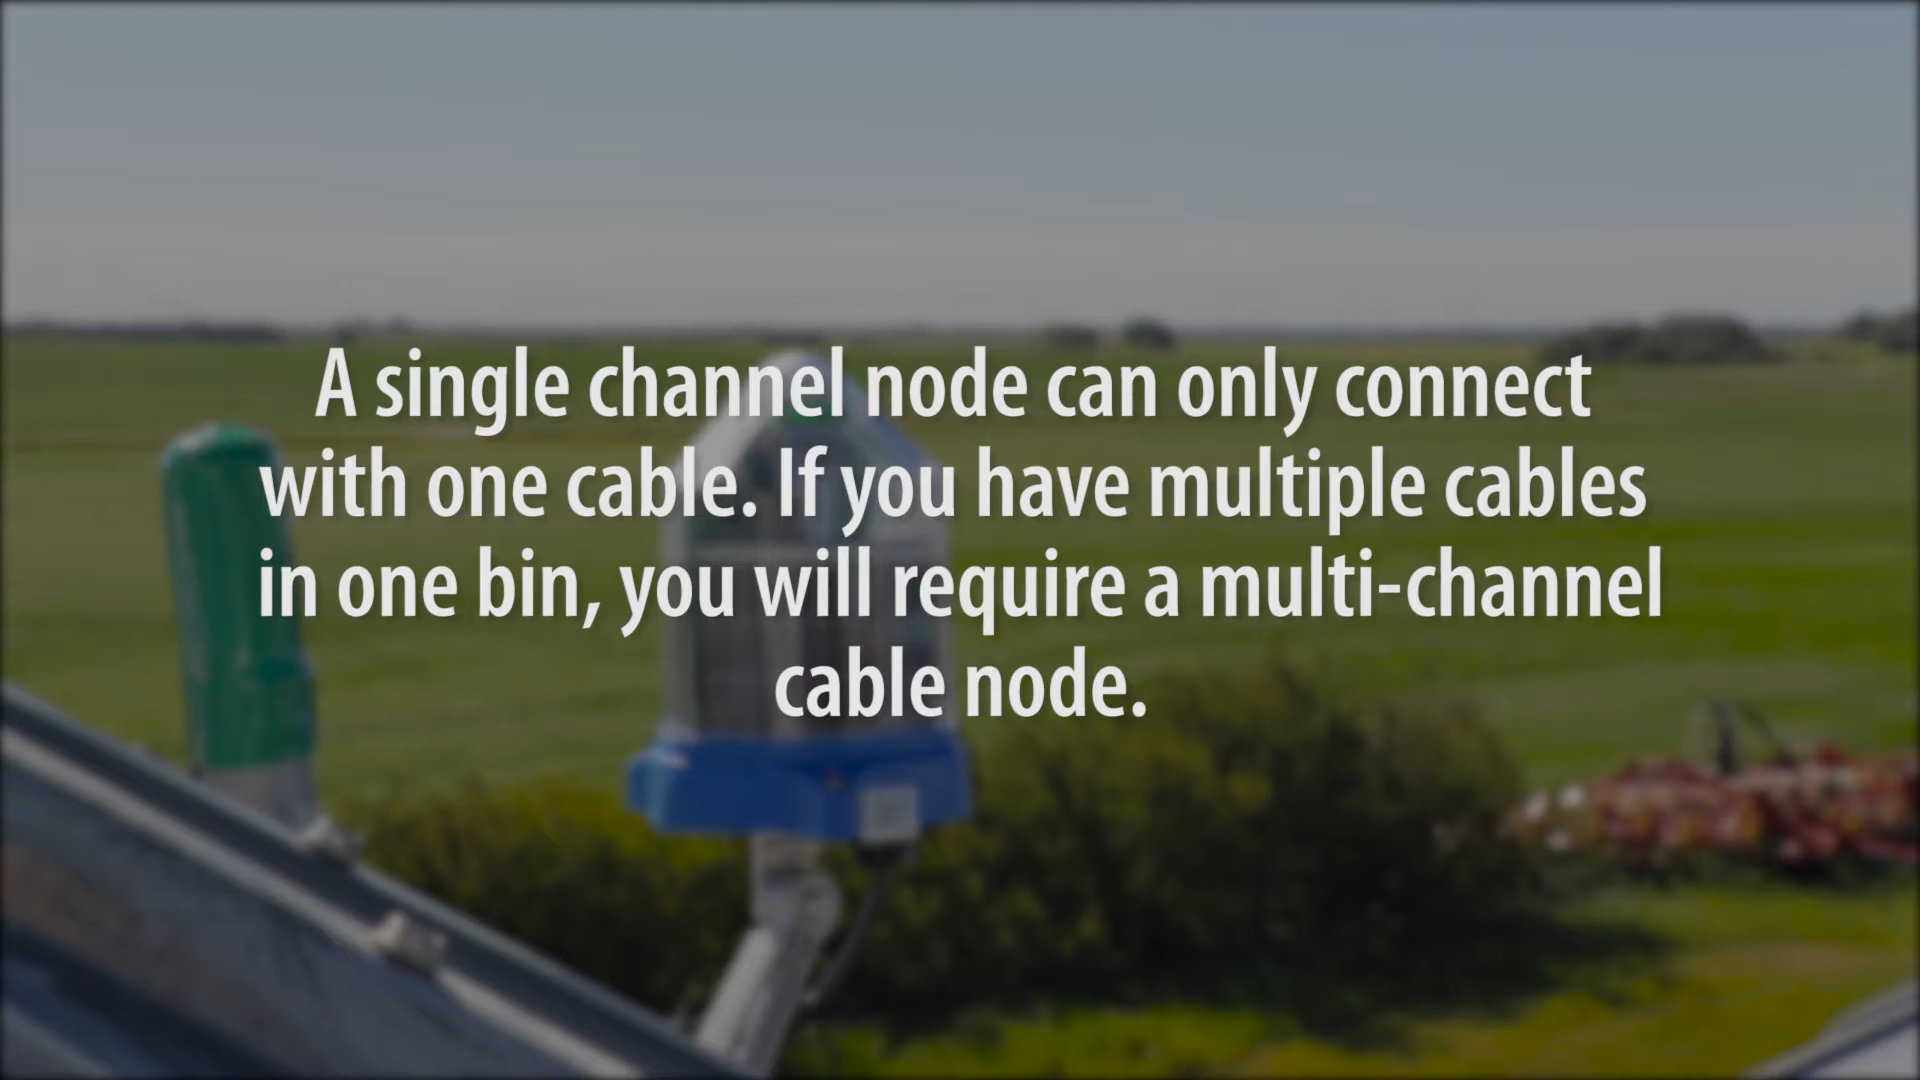 A single channel node can only connect
with one cable. If you have multiple cables
in one bin, you will require a multi-channel
cable node.